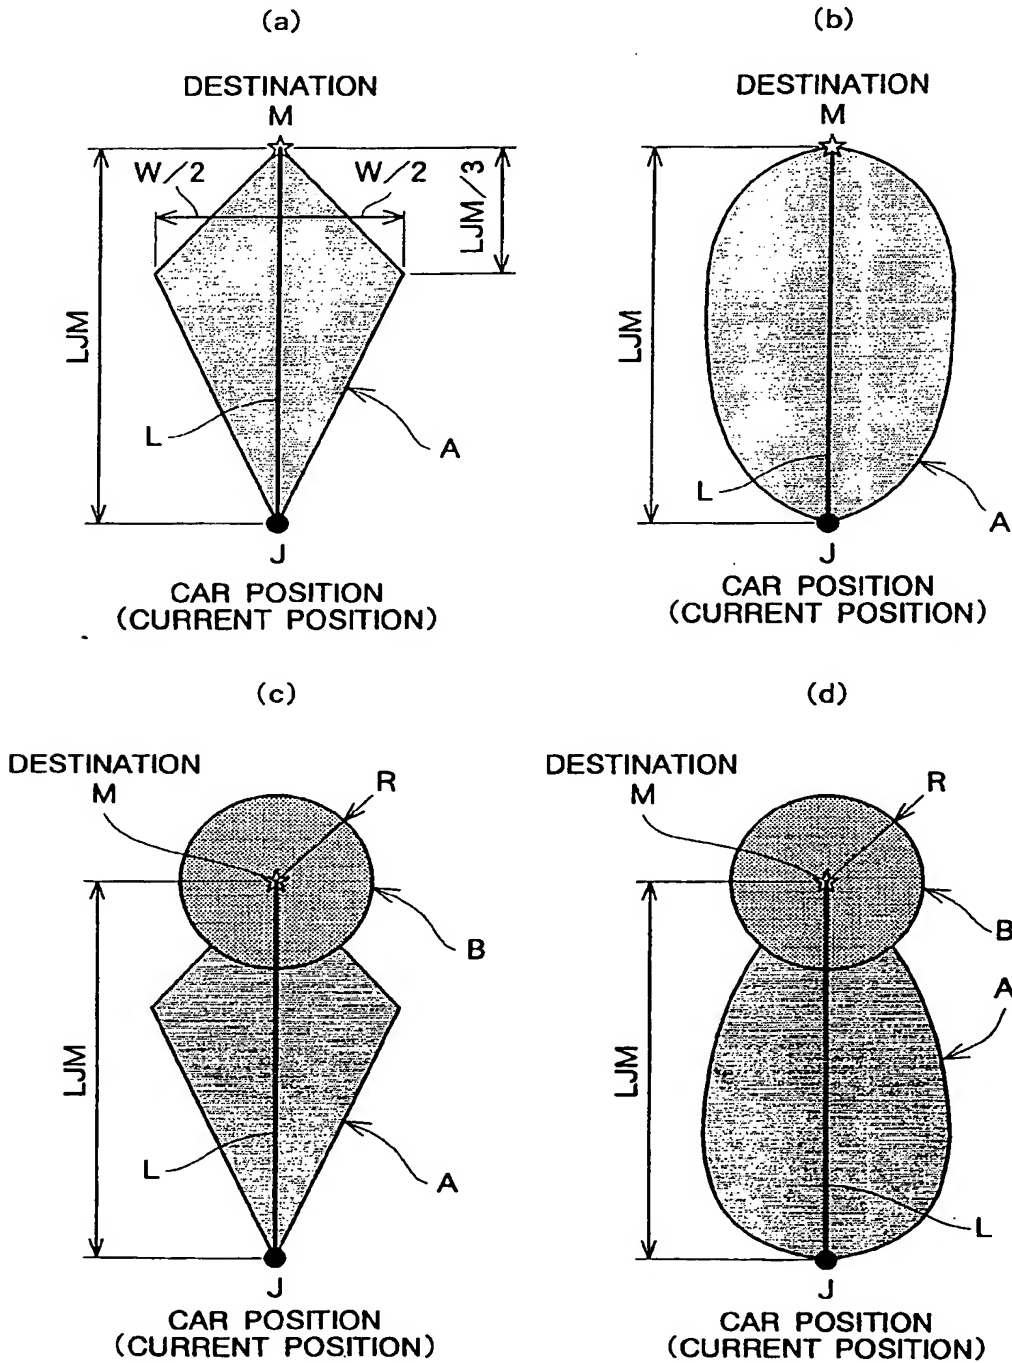 (a)
DESTINATION
M
W/2
W/2
LJM/3
LJM
L
A
J
CAR POSITION
(CURRENT POSITION)
(b)
DESTINATION
M
LJM
L
A
J
CAR POSITION
(CURRENT POSITION)
(c)
DESTINATION
M
R
B
LJM
L
A
J
CAR POSITION
(CURRENT POSITION)
(d)
DESTINATION
M
R
B
A
LJM
L
J
CAR POSITION
(CURRENT POSITION)